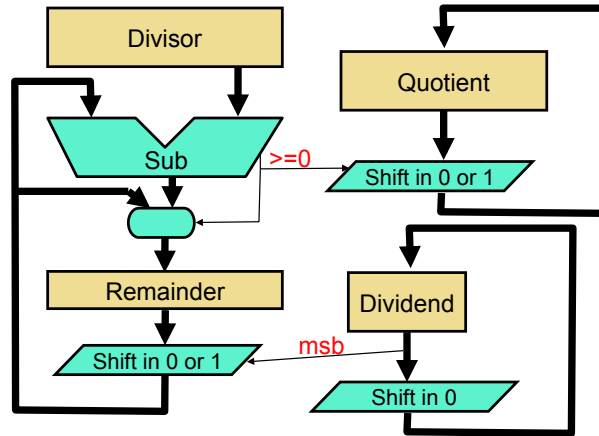 Divisor
Quotient
Sub
>=0
Shift in 0 or 1
Remainder
Dividend
msb
Shift in 0 or 1
Shift in 0